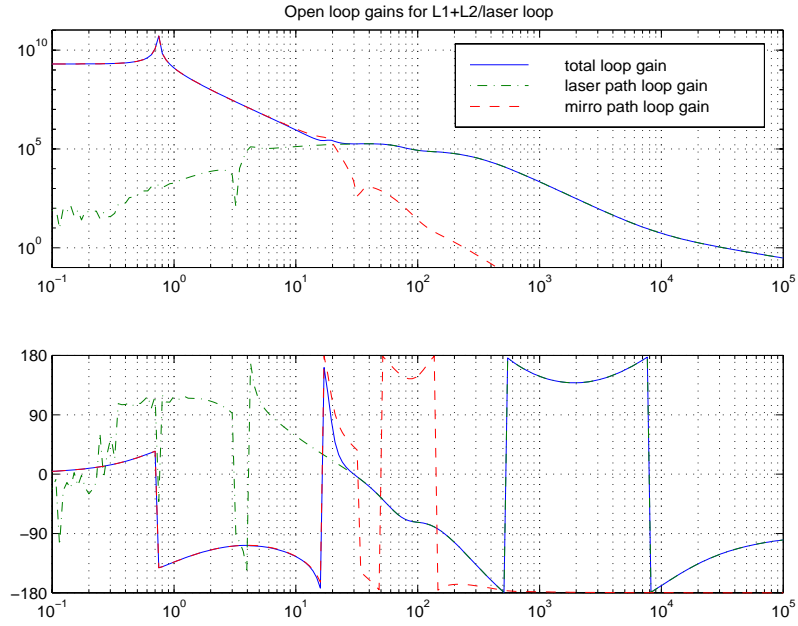 Open loop gains for L1+L2/laser loop
10^10
10^5
10^0
total loop gain
laser path loop gain
mirro path loop gain
10^-1 10^0 10^1 10^2 10^3 10^4 10^5
180
90
0
−90
−180
10^-1 10^0 10^1 10^2 10^3 10^4 10^5